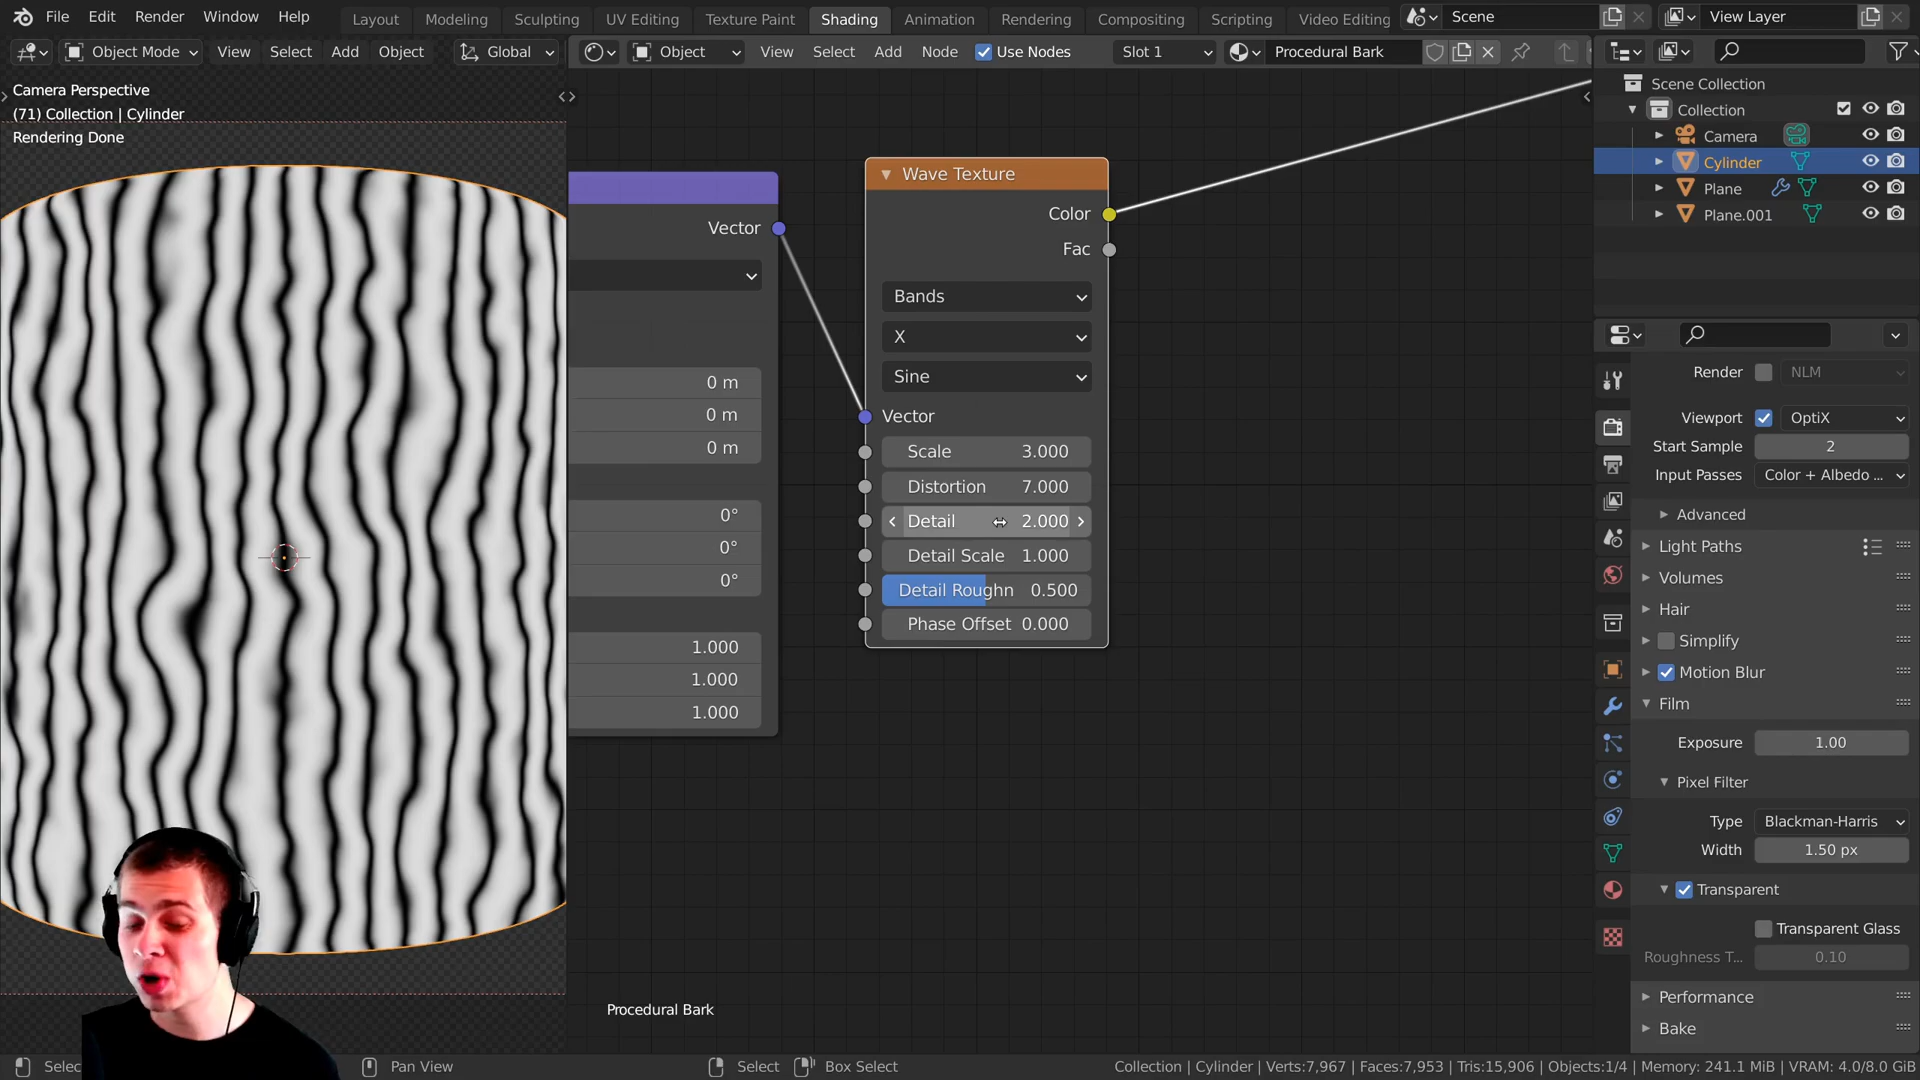 File Edit Render Window Help Layout Modeling Sculpting UV Editing Texture Paint Shading Animation Rendering Compositing Scripting Video Editing Scene View Layer
Object Mode View Select Add Object Global Object View Select Add Node Use Nodes Slot 1 Procedural Bark
Camera Perspective
(71) Collection | Cylinder
Rendering Done
Vector
0 m
0 m
0 m
0°
0°
0°
1.000
1.000
1.000
Wave Texture
Color
Fac
Bands
X
Sine
Vector
Scale 3.000
Distortion 7.000
Detail 2.000
Detail Scale 1.000
Detail Roughn 0.500
Phase Offset 0.000
Procedural Bark
Scene Collection
Collection
Camera
Cylinder
Plane
Plane.001
Render NLM
Viewport OptiX
Start Sample 2
Input Passes Color + Albedo ...
Advanced
Light Paths
Volumes
Hair
Simplify
Motion Blur
Film
Exposure 1.00
Pixel Filter
Type Blackman-Harris
Width 1.50 px
Transparent
Transparent Glass
Roughness T... 0.10
Performance
Bake
Selec Pan View Select Box Select Collection | Cylinder | Verts:7,967 | Faces:7,953 | Tris:15,906 | Objects:1/4 | Memory: 241.1 MiB | VRAM: 4.0/8.0 GiB